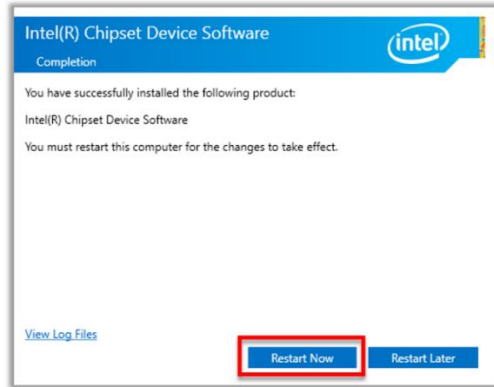 Intel(R) Chipset Device Software
(intel)
Completion
You have successfully installed the following product:
Intel(R) Chipset Device Software
You must restart this computer for the changes to take effect.
View Log Files
Restart Now
Restart Later